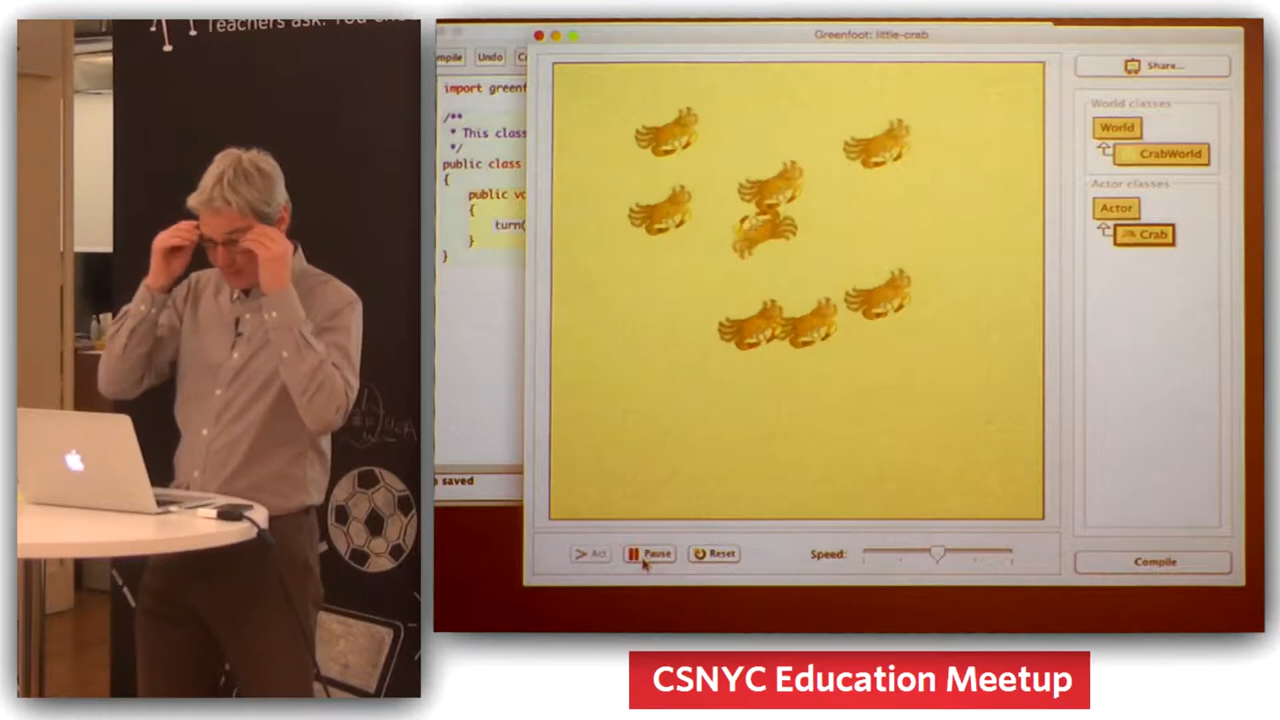 Teachers ask. You
Greenfoot: little-crab
mpile Undo
Share...
import greenf
/**
* This class
*/
public class
{
public vo
{
turn(
}
}
World classes
World
CrabWorld
Actor classes
Actor
Crab
saved
Act Pause Reset Speed:
Compile
CSNYC Education Meetup